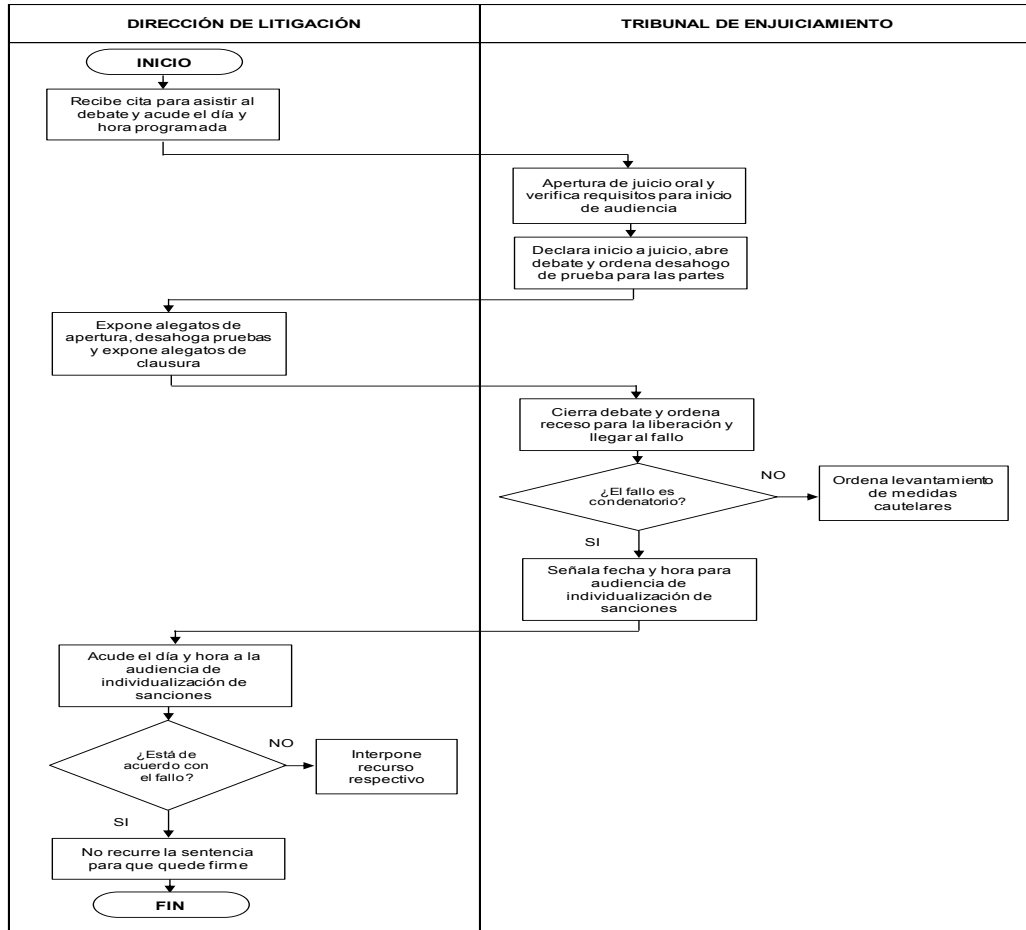 DIRECCIÓN DE LITIGACIÓN
TRIBUNAL DE ENJUICIAMIENTO
INICIO
Recibe cita para asistir al
debate y acude el día y
hora programada
Apertura de juicio oral y
verifica requisitos para inicio
de audiencia
Declara inicio a juicio, abre
debate y ordena desahogo
de prueba para las partes
Expone alegatos de
apertura, desahoga pruebas
y expone alegatos de
clausura
Cierra debate y ordena
receso para la liberación y
llegar al fallo
¿El fallo es
condenatorio?
NO
Ordena levantamiento
de medidas
cautelares
SI
Señala fecha y hora para
audiencia de
individualización de
sanciones
Acude el día y hora a la
audiencia de
individualización de
sanciones
¿Está de
acuerdo con
el fallo?
NO
Interpone
recurso
respectivo
SI
No recurre la sentencia
para que quede firme
FIN